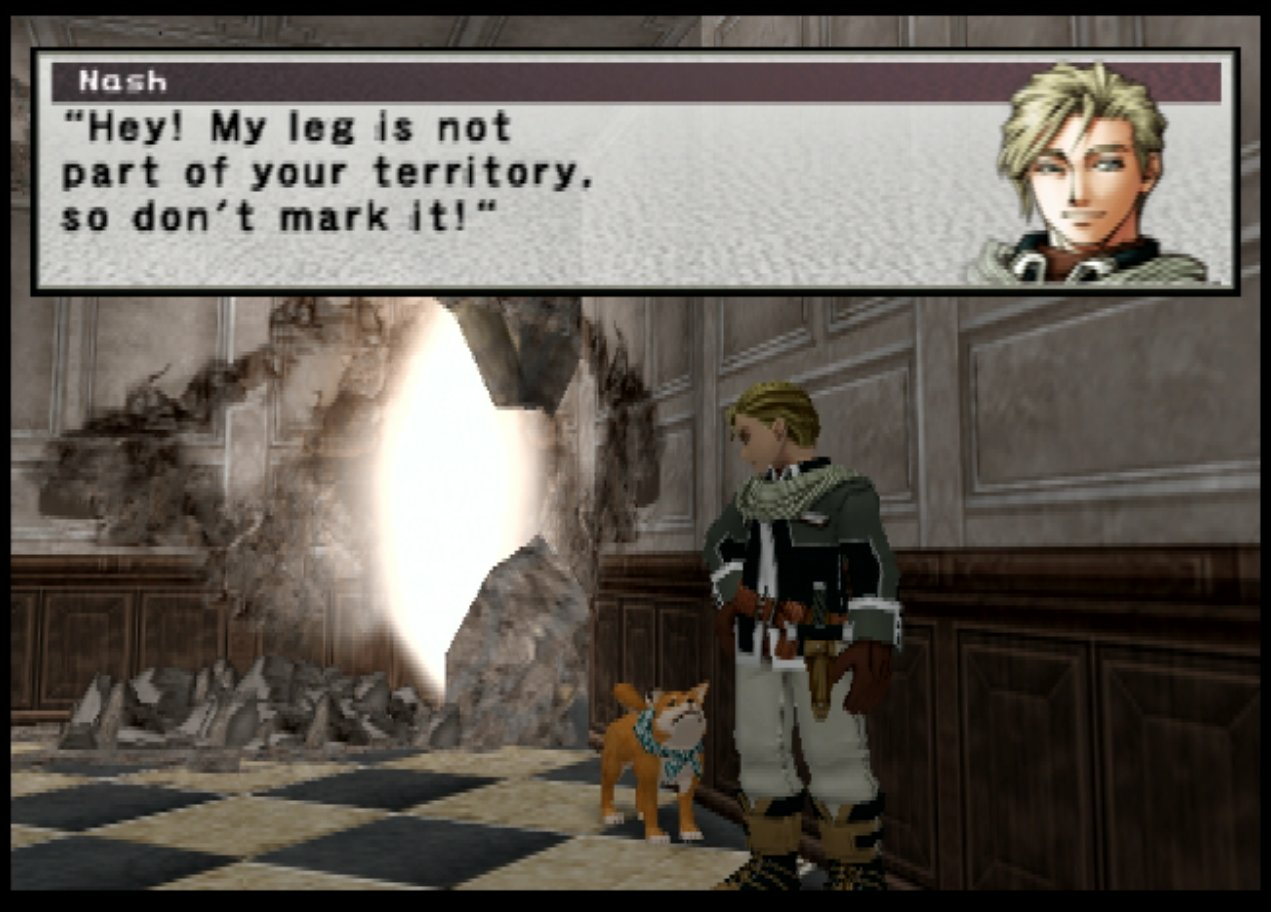 Nash
“Hey! My leg is not
part of your territory,
so don't mark it!“